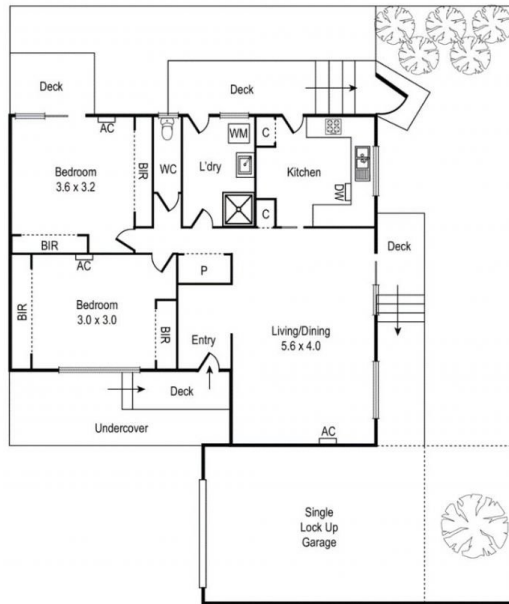 Deck
Deck
AC
WM
C
BIR
WC
L'dry
Kitchen
Bedroom
3.6 x 3.2
DW
C
BIR
Deck
AC
P
BIR
Bedroom
3.0 x 3.0
BIR
Entry
Living/Dining
5.6 x 4.0
Deck
Undercover
AC
Single
Lock Up
Garage